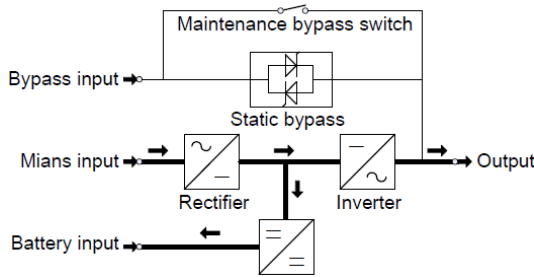 Maintenance bypass switch
Bypass input
Static bypass
Mians input
Output
Rectifier
Inverter
Battery input